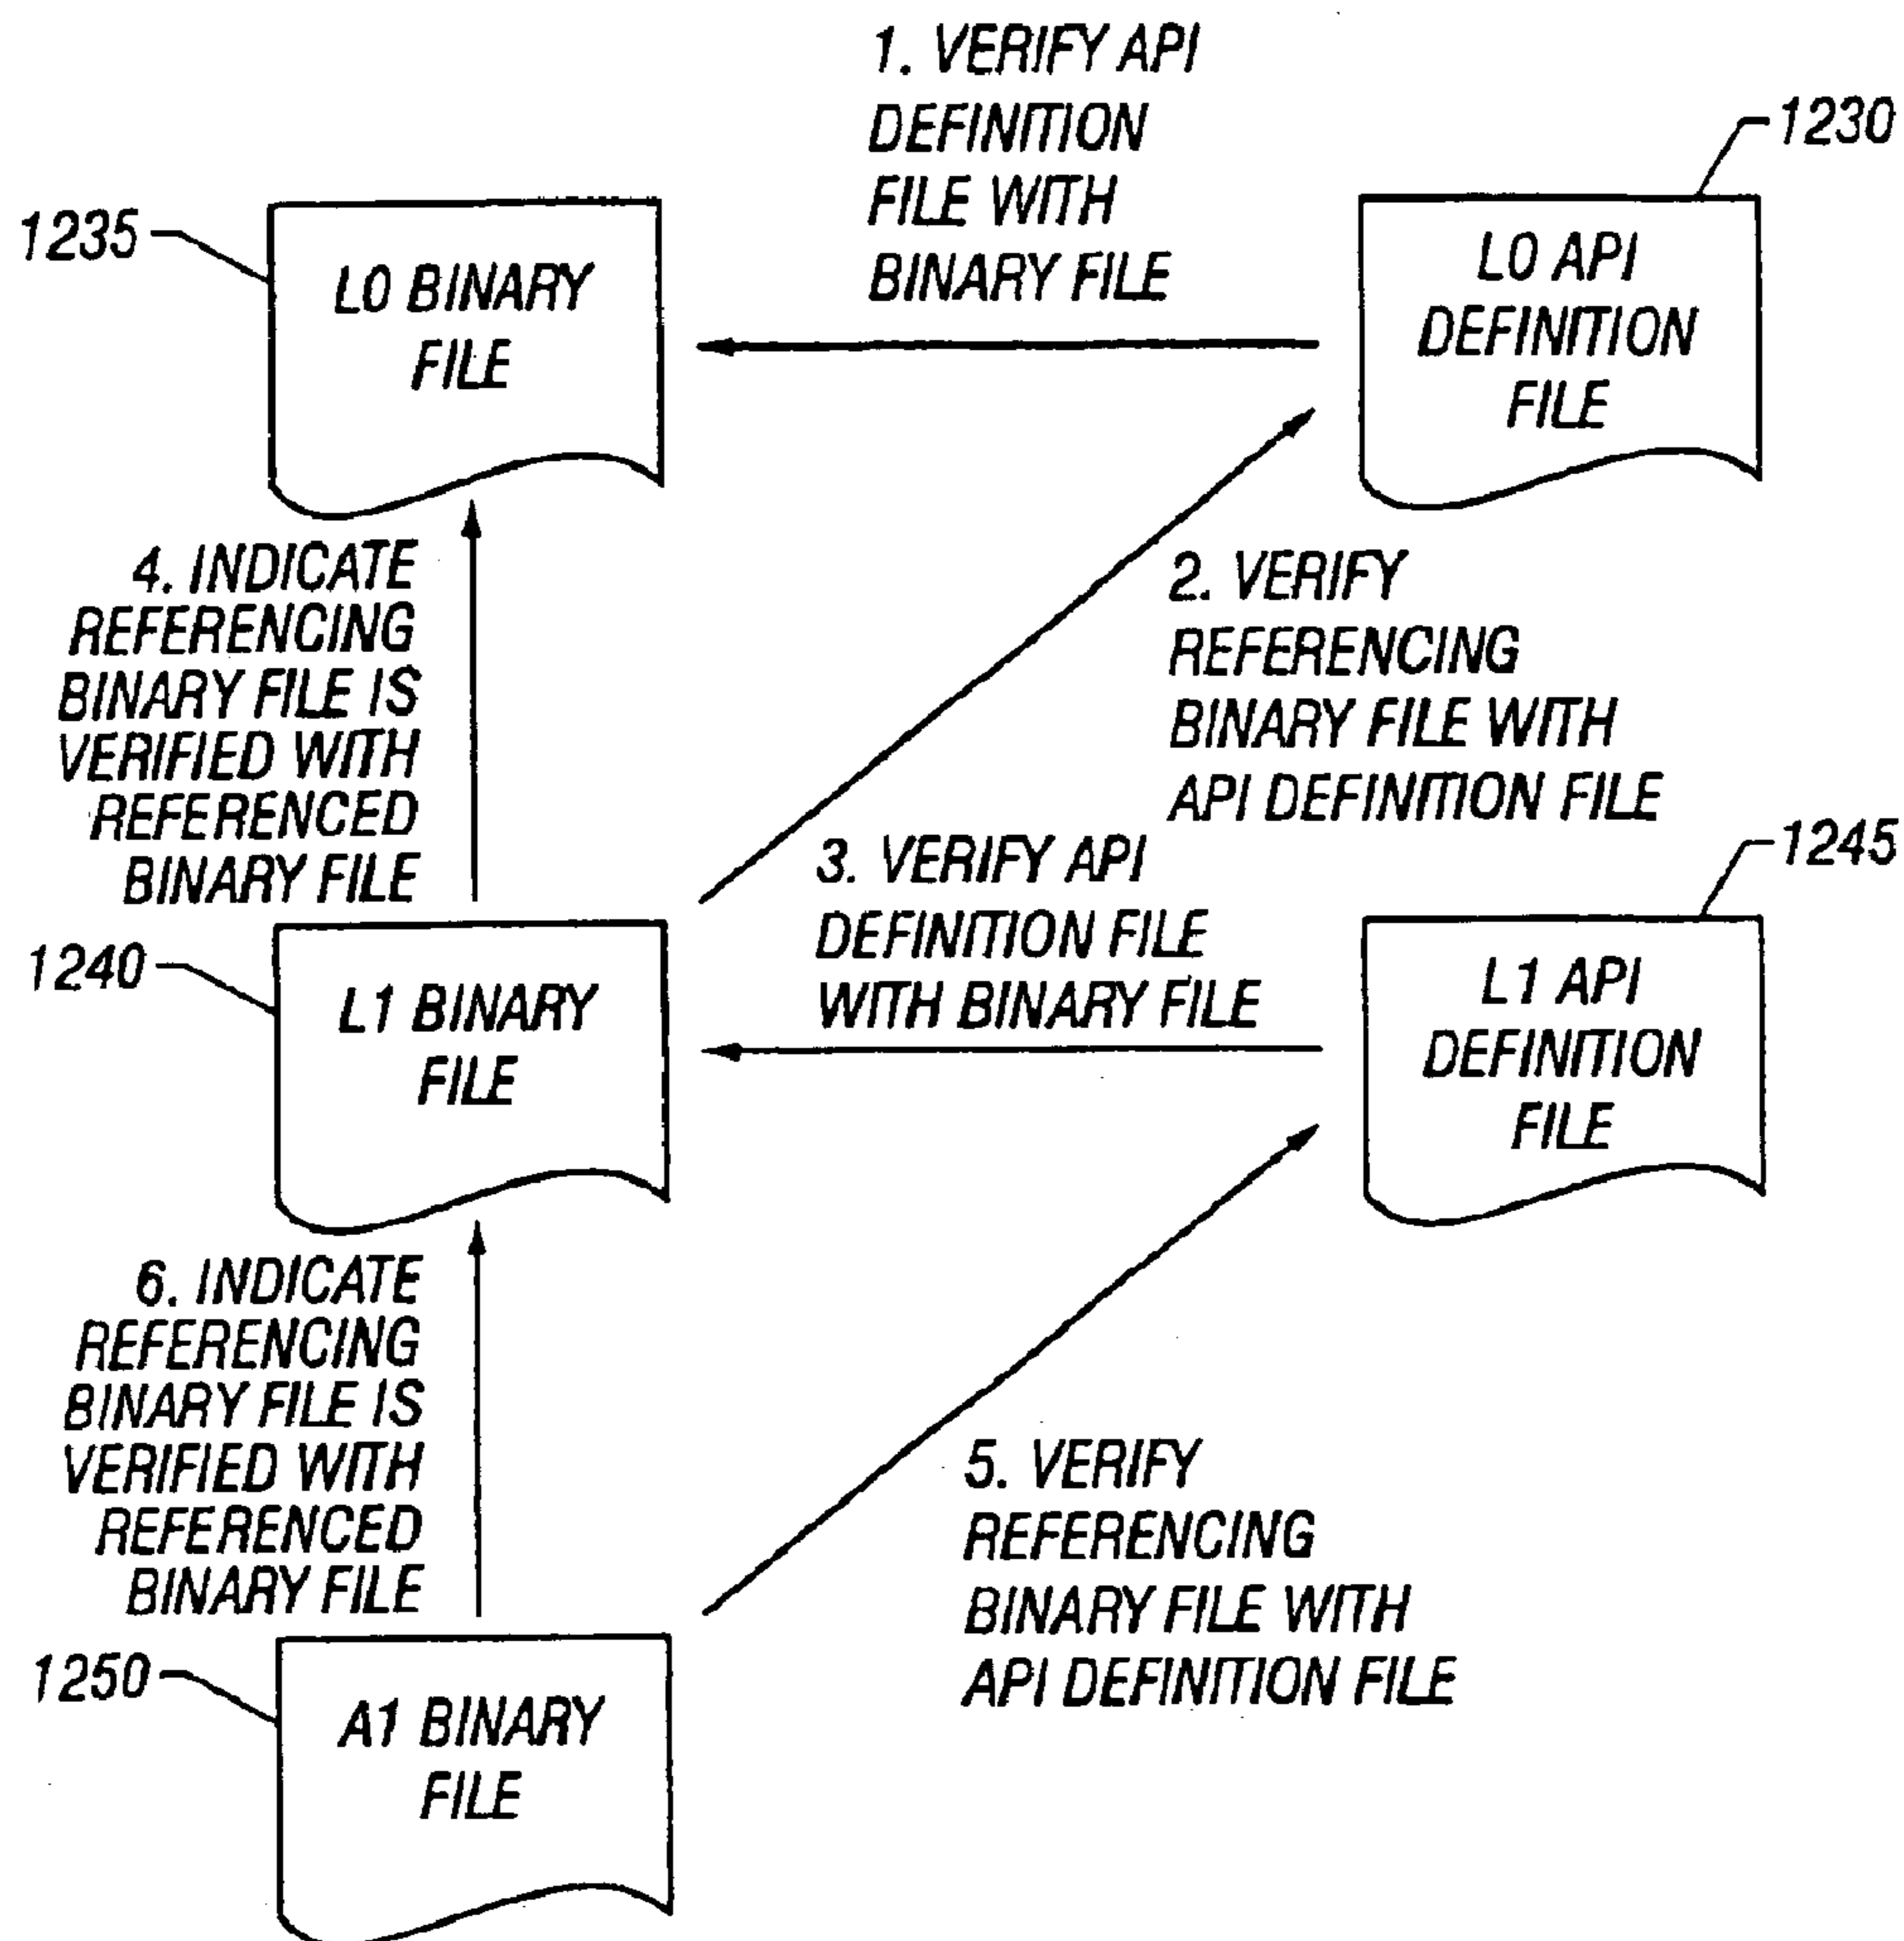 1. VERIFY API
DEFINITION
FILE WITH
BINARY FILE
1230
1235
L0 BINARY
FILE
L0 API
DEFINITION
FILE
4. INDICATE
REFERENCING
BINARY FILE IS
VERIFIED WITH
REFERENCED
BINARY FILE
2. VERIFY
REFERENCING
BINARY FILE WITH
API DEFINITION FILE
3. VERIFY API
DEFINITION FILE
WITH BINARY FILE
1245
1240
L1 BINARY
FILE
L1 API
DEFINITION
FILE
6. INDICATE
REFERENCING
BINARY FILE IS
VERIFIED WITH
REFERENCED
BINARY FILE
5. VERIFY
REFERENCING
BINARY FILE WITH
API DEFINITION FILE
1250
A1 BINARY
FILE